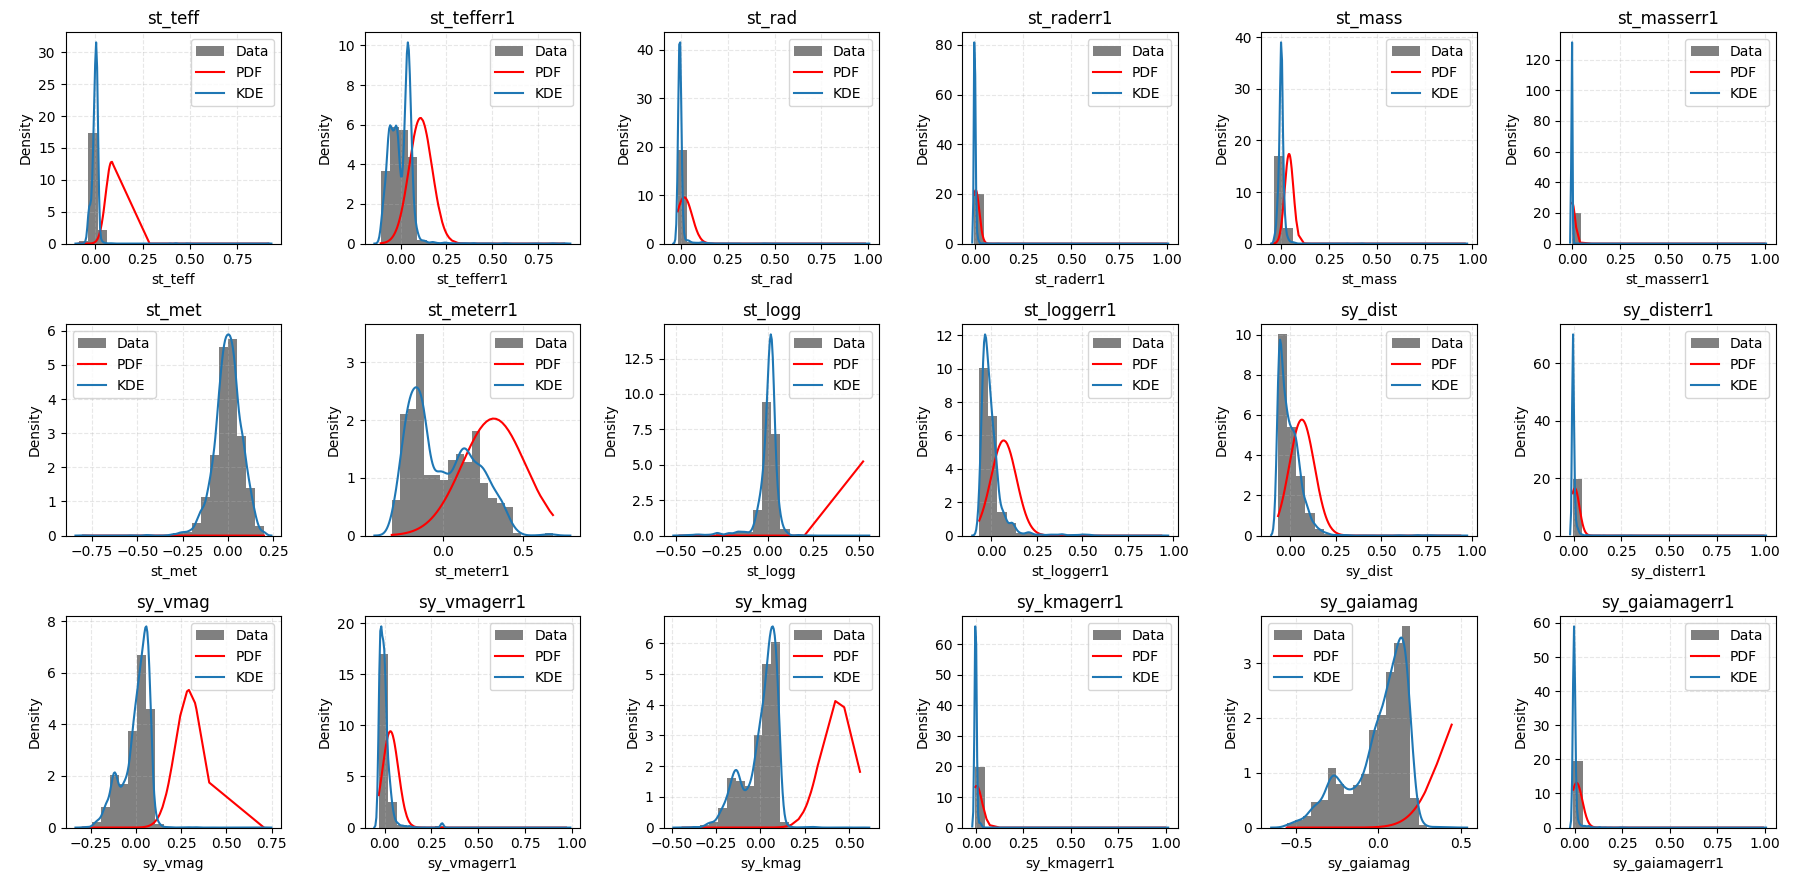 st_teff st_tefferr1 st_rad st_raderr1 st_mass st_masserr1
Data Data Data Data Data Data
PDF PDF PDF PDF PDF PDF
KDE KDE KDE KDE KDE KDE
Density Density Density Density Density Density
30 25 20 15 10 5 0
10 8 6 4 2 0
40 30 20 10 0
80 70 60 50 40 30 20 10 0
40 30 20 10 0
120 100 80 60 40 20 0
0.00 0.25 0.50 0.75 0.00 0.25 0.50 0.75 0.00 0.25 0.50 0.75 1.00 0.00 0.25 0.50 0.75 1.00 0.00 0.25 0.50 0.75 1.00 0.00 0.25 0.50 0.75 1.00
st_teff st_tefferr1 st_rad st_raderr1 st_mass st_masserr1
st_met st_meterr1 st_logg st_loggerr1 sy_dist sy_disterr1
Data Data Data Data Data Data
PDF PDF PDF PDF PDF PDF
KDE KDE KDE KDE KDE KDE
Density Density Density Density Density Density
6 5 4 3 2 1 0
3 2 1 0
12.5 10.0 7.5 5.0 2.5 0.0
12 10 8 6 4 2 0
10 8 6 4 2 0
60 40 20 0
−0.75 −0.50 −0.25 0.00 0.25 0.0 0.5 −0.50 −0.25 0.00 0.25 0.50 0.00 0.25 0.50 0.75 1.00 0.00 0.25 0.50 0.75 1.00 0.00 0.25 0.50 0.75 1.00
st_met st_meterr1 st_logg st_loggerr1 sy_dist sy_disterr1
sy_vmag sy_vmagerr1 sy_kmag sy_kmagerr1 sy_gaiamag sy_gaiamagerr1
Data Data Data Data Data Data
PDF PDF PDF PDF PDF PDF
KDE KDE KDE KDE KDE KDE
Density Density Density Density Density Density
8 6 4 2 0
20 15 10 5 0
6 5 4 3 2 1 0
60 50 40 30 20 10 0
3 2 1 0
60 50 40 30 20 10 0
−0.25 0.00 0.25 0.50 0.75 0.00 0.25 0.50 0.75 1.00 −0.50 −0.25 0.00 0.25 0.50 0.00 0.25 0.50 0.75 1.00 −0.5 0.0 0.5 0.00 0.25 0.50 0.75 1.00
sy_vmag sy_vmagerr1 sy_kmag sy_kmagerr1 sy_gaiamag sy_gaiamagerr1